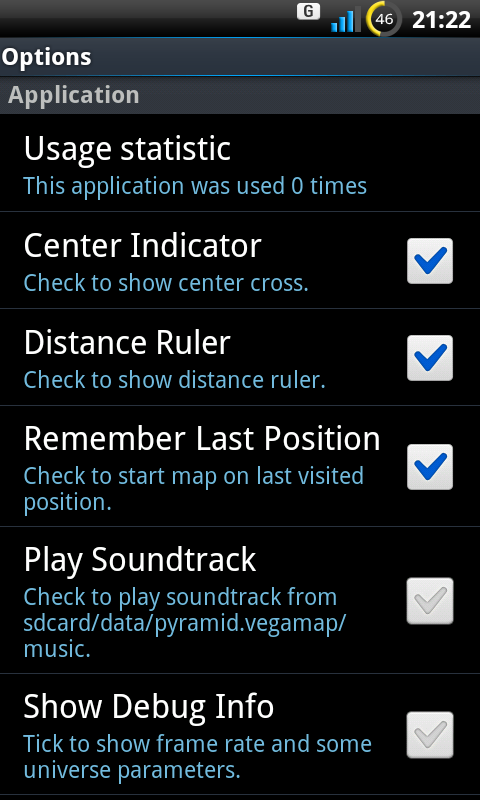 G
46
21:22
Options
Application
Usage statistic
This application was used 0 times
Center Indicator
Check to show center cross.
Distance Ruler
Check to show distance ruler.
Remember Last Position
Check to start map on last visited
position.
Play Soundtrack
Check to play soundtrack from
sdcard/data/pyramid.vegamap/
music.
Show Debug Info
Tick to show frame rate and some
universe parameters.